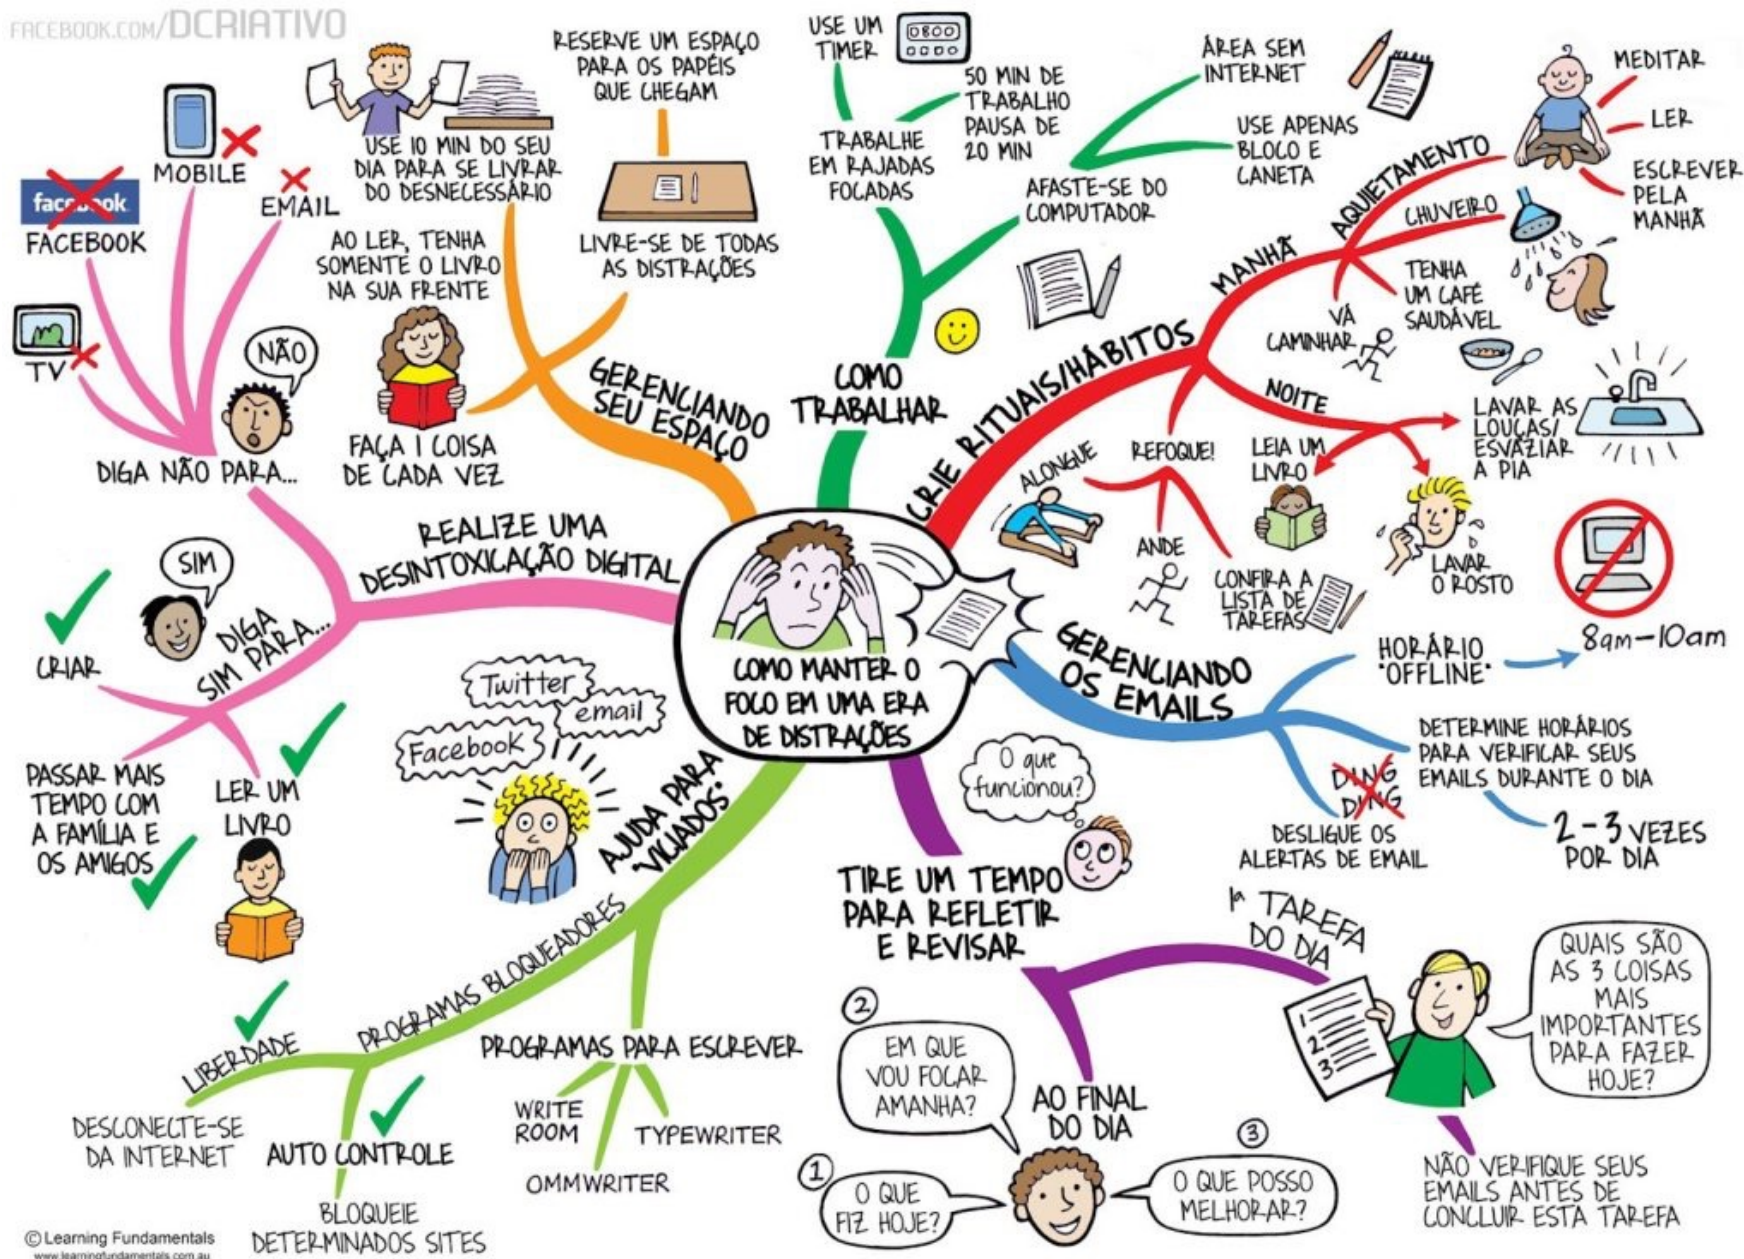 FACEBOOK.COM/DCRIATIVO
COMO MANTER O
FOCO EM UMA ERA
DE DISTRAÇÕES
GERENCIANDO
SEU ESPAÇO
USE 10 MIN DO SEU
DIA PARA SE LIVRAR
DO DESNECESSÁRIO
RESERVE UM ESPAÇO
PARA OS PAPÉIS
QUE CHEGAM
LIVRE-SE DE TODAS
AS DISTRAÇÕES
AO LER, TENHA
SOMENTE O LIVRO
NA SUA FRENTE
FAÇA 1 COISA
DE CADA VEZ
COMO
TRABALHAR
USE UM
TIMER
0800
50 MIN DE
TRABALHO
PAUSA DE
20 MIN
TRABALHE
EM RAJADAS
FOCADAS
AFASTE-SE DO
COMPUTADOR
ÁREA SEM
INTERNET
USE APENAS
BLOCO E
CANETA
CRIE RITUAIS/HÁBITOS
MANHÃ
AQUIETAMENTO
MEDITAR
LER
ESCREVER
PELA
MANHÃ
CHUVEIRO
TENHA
UM CAFÉ
SAUDÁVEL
VÁ
CAMINHAR
NOITE
LAVAR AS
LOUÇAS/
ESVAZIAR
A PIA
LEIA UM
LIVRO
LAVAR
O ROSTO
REFOQUE!
ALONGUE
ANDE
CONFIRA A
LISTA DE
TAREFAS
GERENCIANDO
OS EMAILS
HORÁRIO
"OFFLINE"
8am-10am
DETERMINE HORÁRIOS
PARA VERIFICAR SEUS
EMAILS DURANTE O DIA
2-3 VEZES
POR DIA
DING
DING
DESLIGUE OS
ALERTAS DE EMAIL
TIRE UM TEMPO
PARA REFLETIR
E REVISAR
O que
funcionou?
1ª TAREFA
DO DIA
1
2
3
QUAIS SÃO
AS 3 COISAS
MAIS
IMPORTANTES
PARA FAZER
HOJE?
NÃO VERIFIQUE SEUS
EMAILS ANTES DE
CONCLUIR ESTA TAREFA
AO FINAL
DO DIA
1
O QUE
FIZ HOJE?
2
EM QUE
VOU FOCAR
AMANHA?
3
O QUE POSSO
MELHORAR?
AJUDA PARA
"VICIADOS"
Twitter
email
Facebook
PROGRAMAS BLOQUEADORES
LIBERDADE
DESCONECTE-SE
DA INTERNET
AUTO CONTROLE
BLOQUEIE
DETERMINADOS SITES
PROGRAMAS PARA ESCREVER
WRITE
ROOM
OMMWRITER
TYPEWRITER
REALIZE UMA
DESINTOXICAÇÃO DIGITAL
DIGA NÃO PARA...
NÃO
TV
facebook
FACEBOOK
MOBILE
EMAIL
DIGA
SIM PARA...
SIM
CRIAR
PASSAR MAIS
TEMPO COM
A FAMÍLIA E
OS AMIGOS
LER UM
LIVRO
© Learning Fundamentals
www.learningfundamentals.com.au